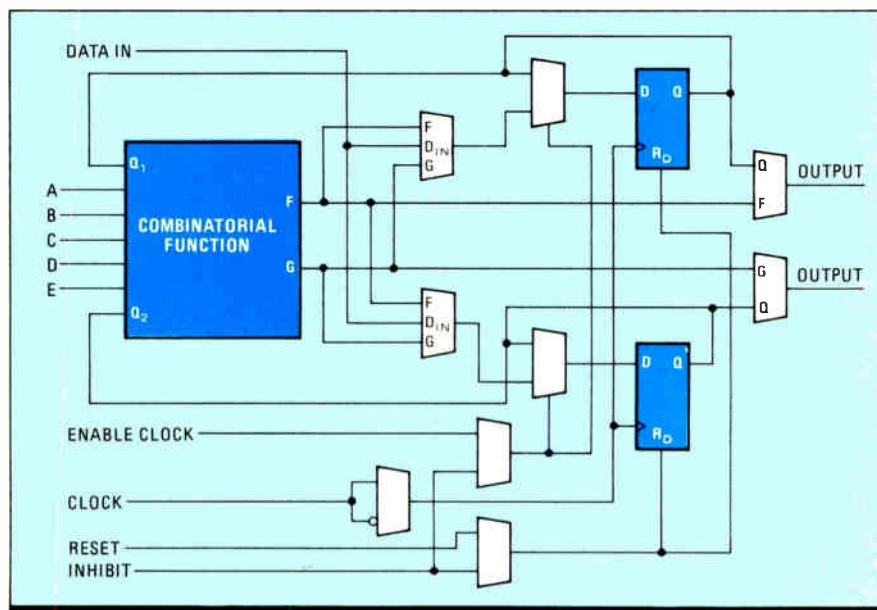 DATA IN
Q1
A
B
C
D
E
Q2
COMBINATORIAL
FUNCTION
F
G
F
DIN
G
F
DIN
G
D Q
RD
D Q
RD
Q
F
OUTPUT
G
Q
OUTPUT
ENABLE CLOCK
CLOCK
RESET
INHIBIT